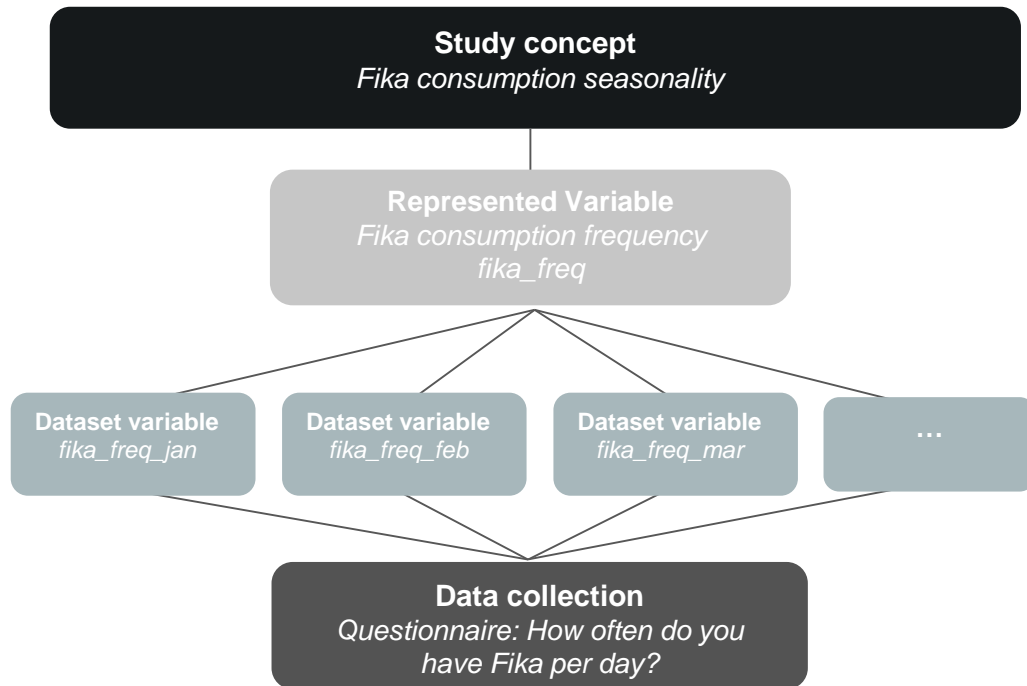 Study concept
Fika consumption seasonality
Represented Variable
Fika consumption frequency
fika_freq
Dataset variable
fika_freq_jan
Dataset variable
fika_freq_feb
Dataset variable
fika_freq_mar
...
Data collection
Questionnaire: How often do you
have Fika per day?